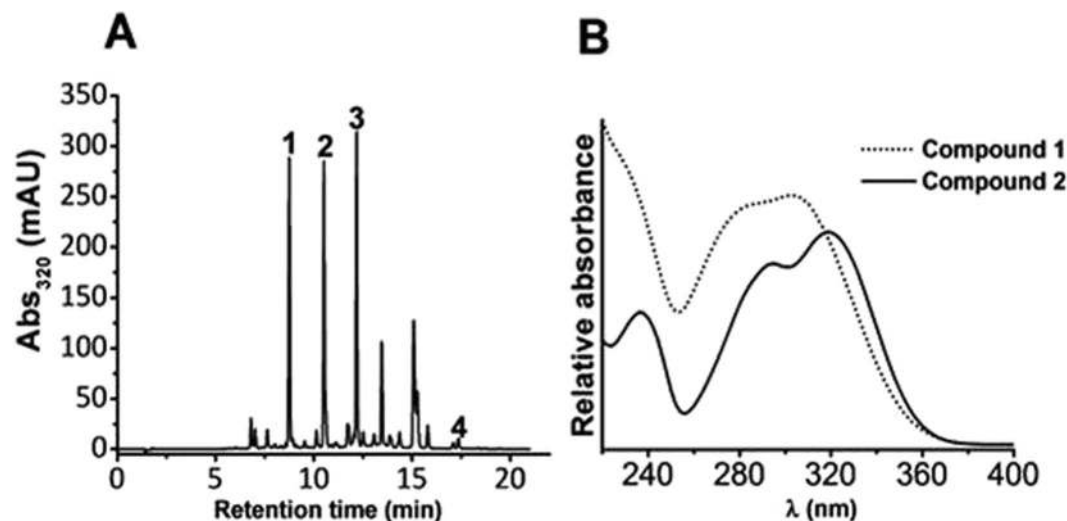 A
B
350
300
250
200
150
100
50
0
Abs320 (mAU)
1
2
3
4
0
5
10
15
20
Retention time (min)
Relative absorbance
Compound 1
Compound 2
240
280
320
360
400
λ (nm)